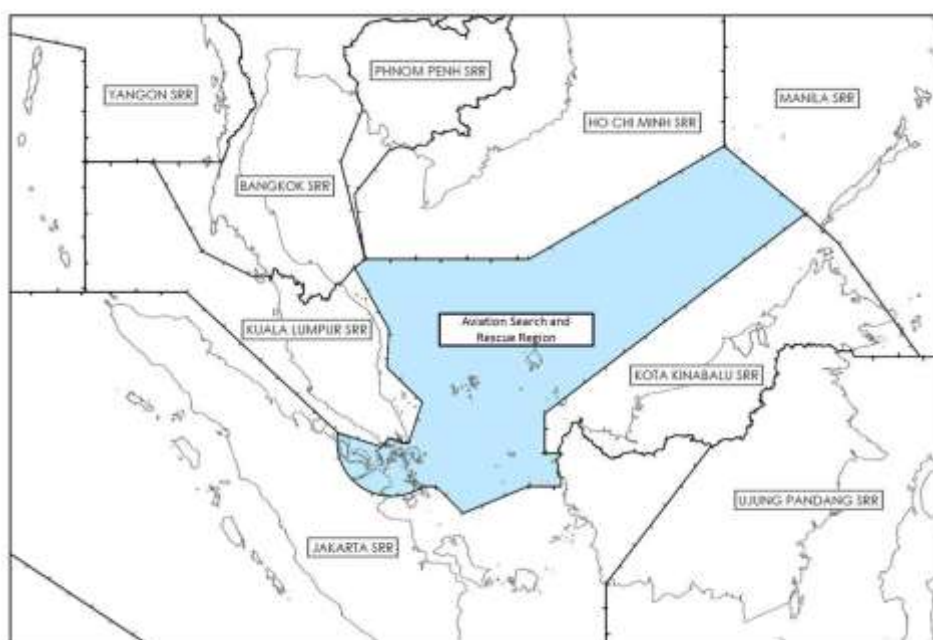 PHNOM PENH SRR
YANGON SRR
MANILA SRR
HO CHI MINH SRR
BANGKOK SRR
Aviation Search and
Rescue Region
KUALA LUMPUR SRR
KOTA KINABALU SRR
UJUNG PANDANG SRR
JAKARTA SRR